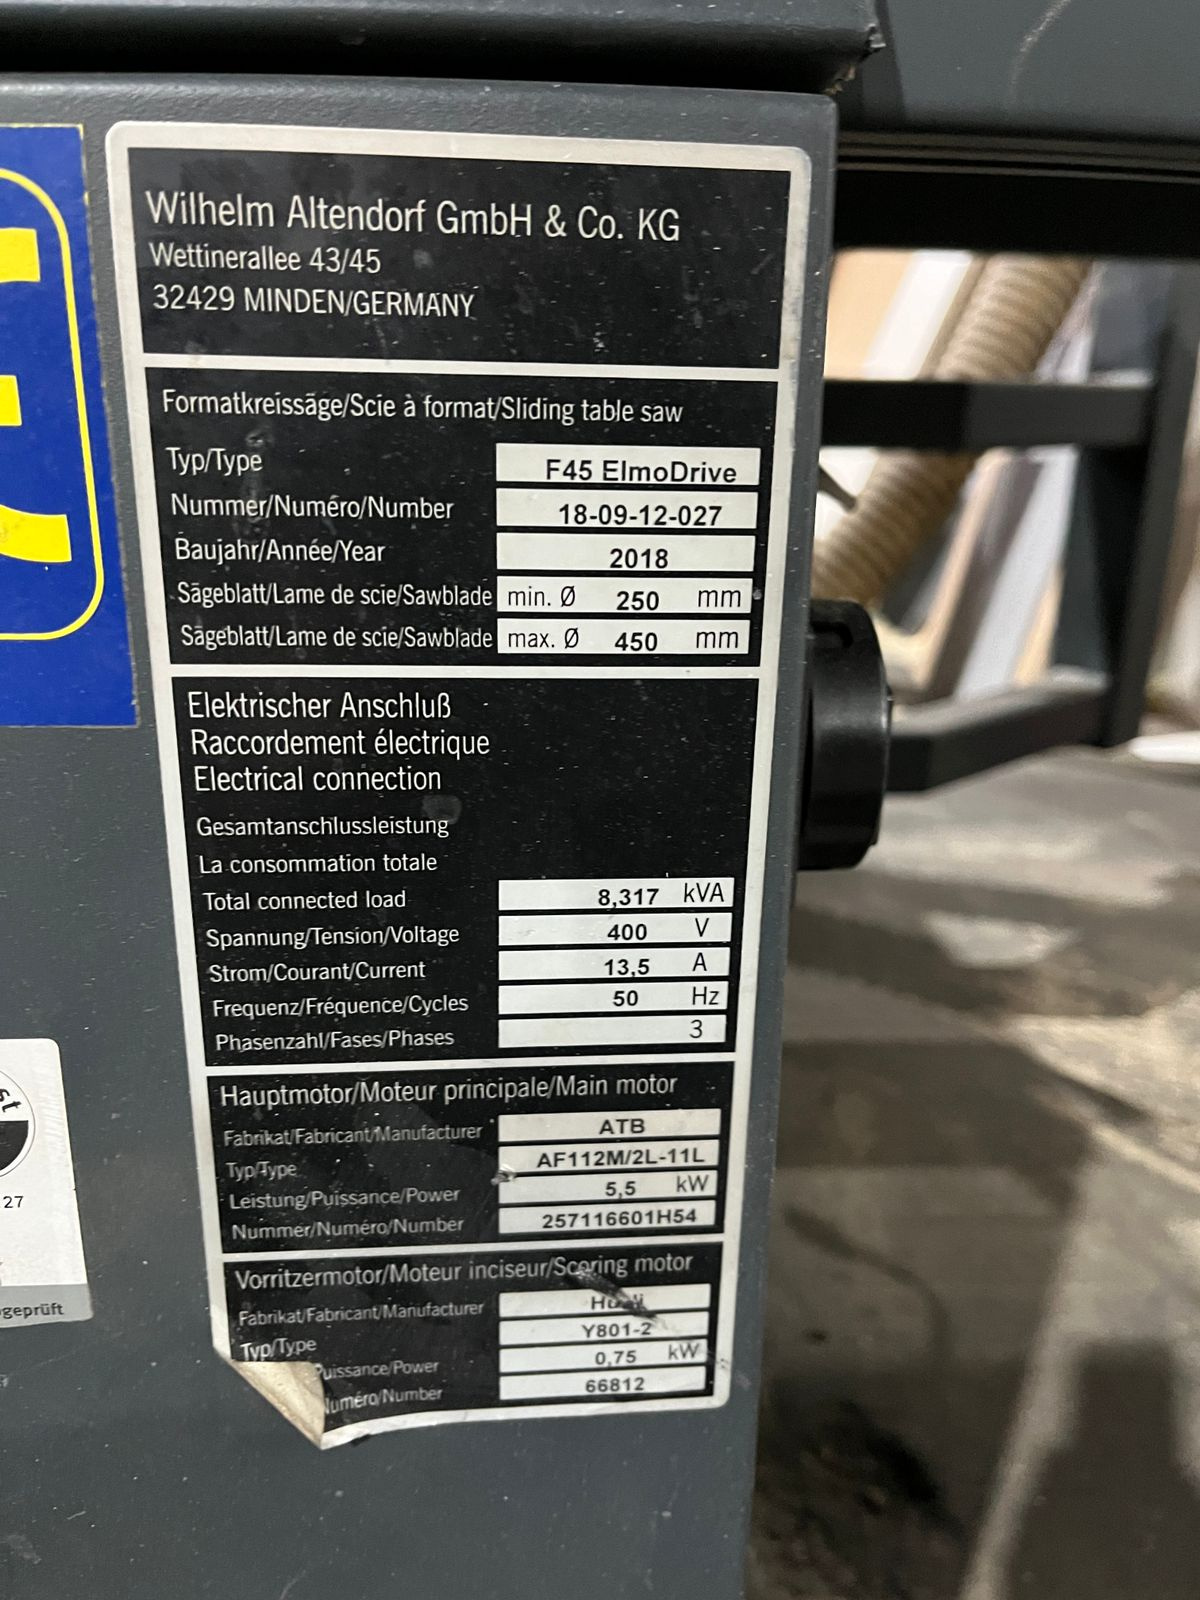 Wilhelm Altendorf GmbH & Co. KG
Wettinerallee 43/45
32429 MINDEN/GERMANY
Formatkreissäge/Scie à format/Sliding table saw
Typ/Type F45 ElmoDrive
Nummer/Numéro/Number 18-09-12-027
Baujahr/Année/Year 2018
Sägeblatt/Lame de scie/Sawblade min. Ø 250 mm
Sägeblatt/Lame de scie/Sawblade max. Ø 450 mm
Elektrischer Anschluß
Raccordement électrique
Electrical connection
Gesamtanschlussleistung
La consommation totale
Total connected load 8,317 kVA
Spannung/Tension/Voltage 400 V
Strom/Courant/Current 13,5 A
Frequenz/Fréquence/Cycles 50 Hz
Phasenzahl/Fases/Phases 3
Hauptmotor/Moteur principale/Main motor
Fabrikat/Fabricant/Manufacturer ATB
Typ/Type AF112M/2L-11L
Leistung/Puissance/Power 5,5 kW
Nummer/Numéro/Number 257116601H54
Vorritzermotor/Moteur inciseur/Scoring motor
Fabrikat/Fabricant/Manufacturer
Typ/Type Y801-2
Puissance/Power 0,75 kW
Numéro/Number 66812
27
geprüft